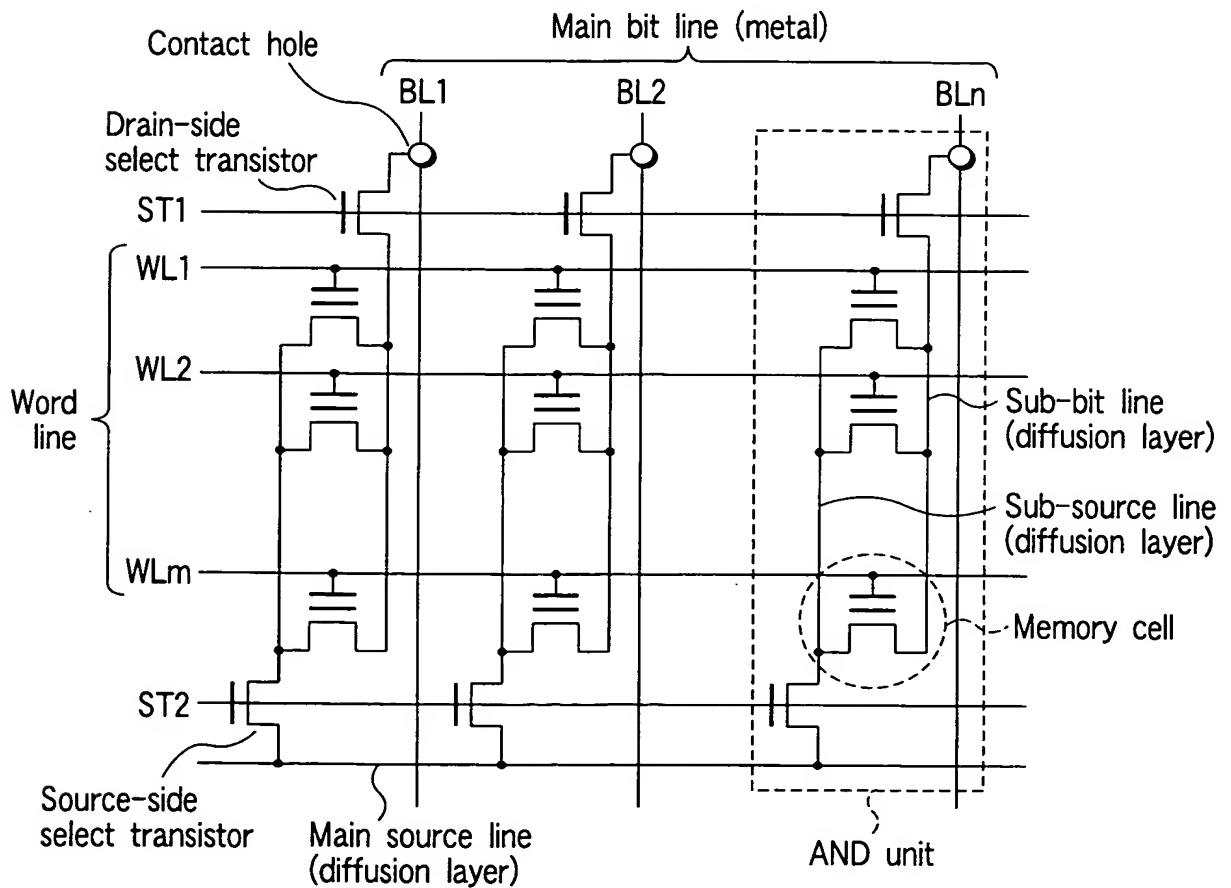 Main bit line (metal)
Contact hole
BL1
BL2
BLn
Drain-side
select transistor
ST1
WL1
WL2
Word
line
Sub-bit line
(diffusion layer)
Sub-source line
(diffusion layer)
WLm
Memory cell
ST2
Source-side
select transistor
Main source line
(diffusion layer)
AND unit